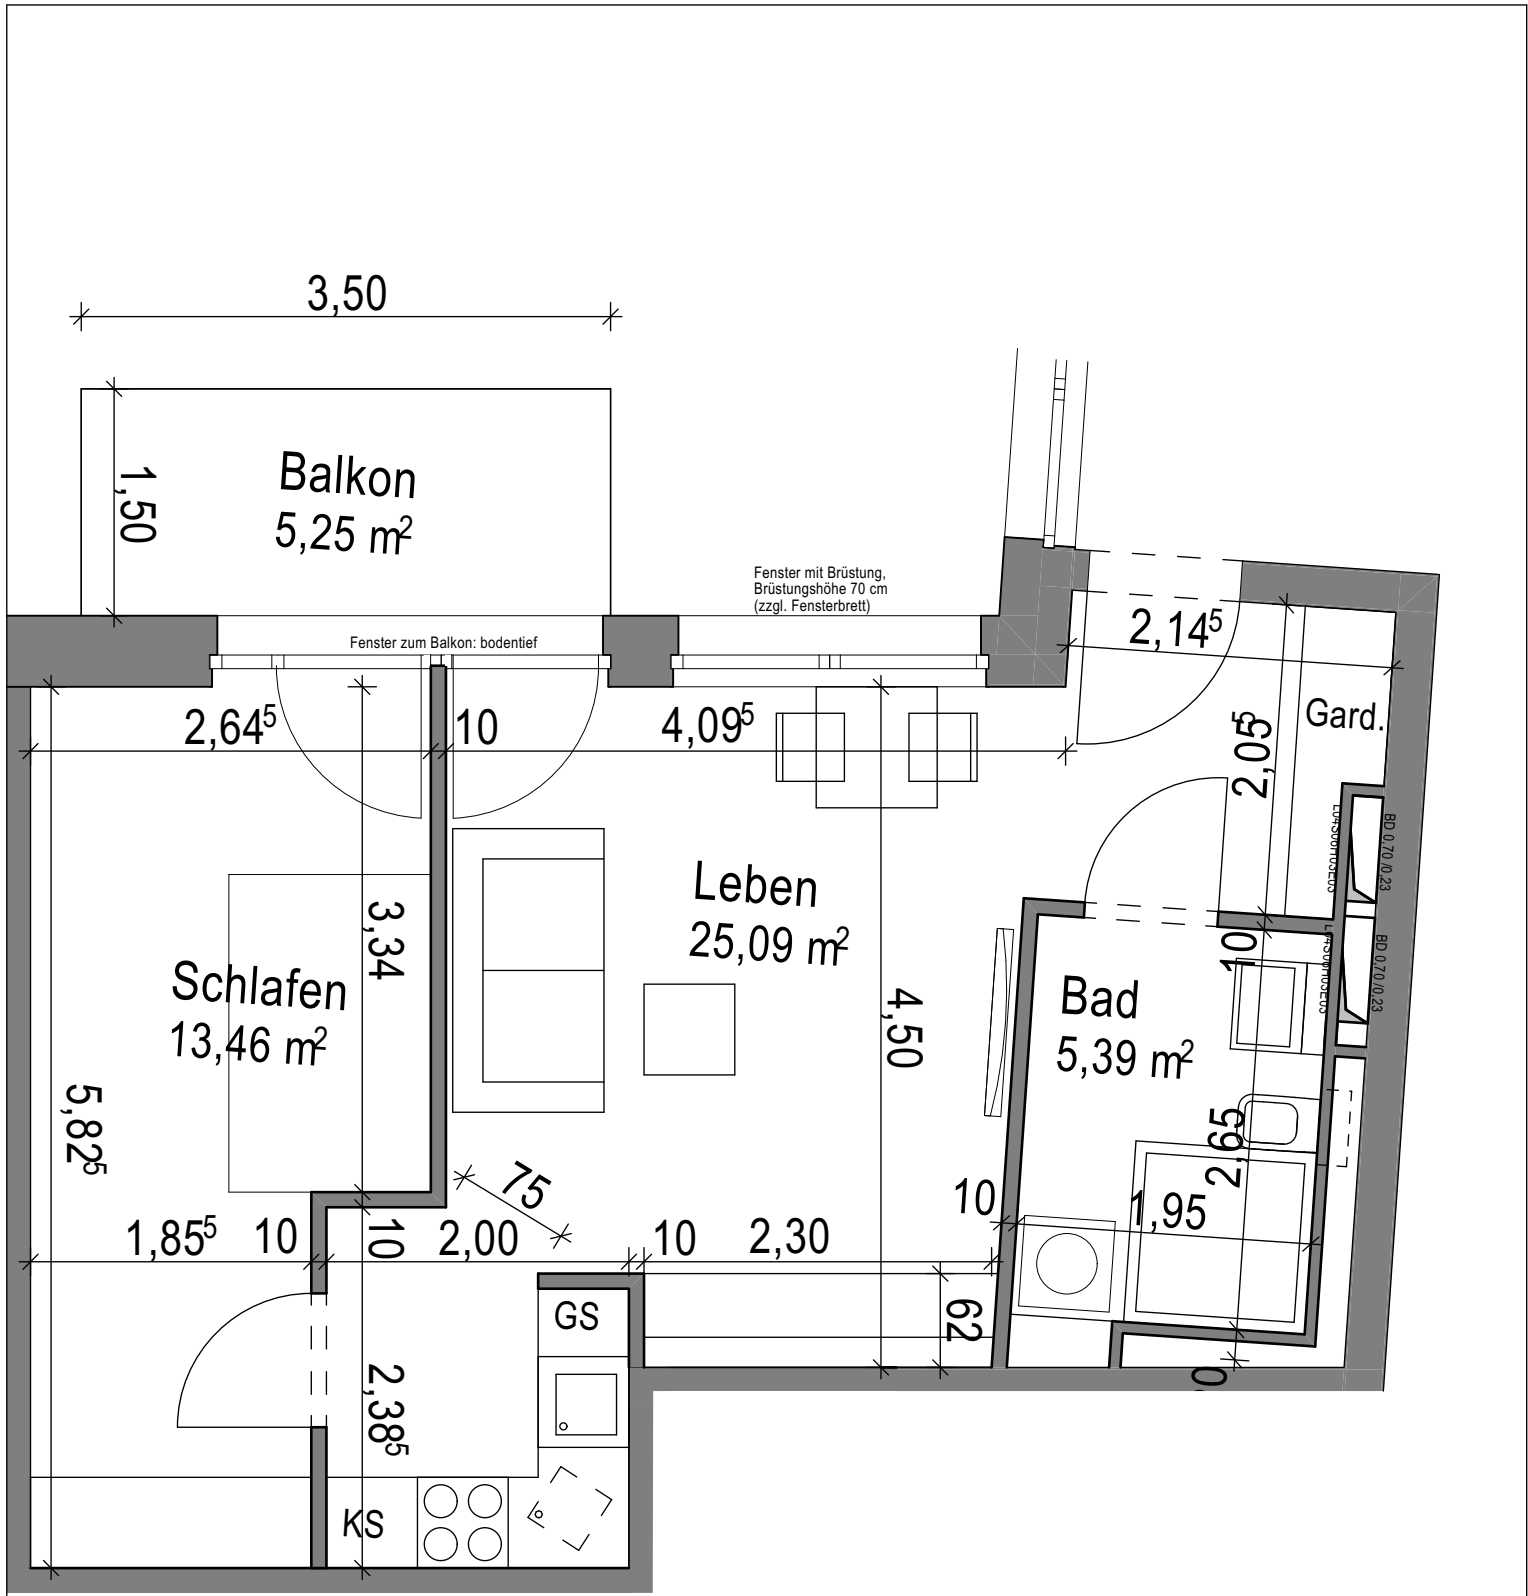 3,50
Balkon
5,25 m²
1,50
Fenster mit Brüstung,
Brüstungshöhe 70 cm
(zzgl. Fensterbrett)
Fenster zum Balkon: bodentief
2,14⁵
2,64⁵
10
4,09⁵
Gard.
2,05⁵
BD 0,70 /0,23
Leben
25,09 m²
3,34
Schlafen
13,46 m²
10
BD 0,70 /0,23
Bad
5,39 m²
4,50
5,82⁵
2,65
75
10
1,95
1,85⁵
10
10
2,00
10
2,30
62
GS
2,38⁵
KS